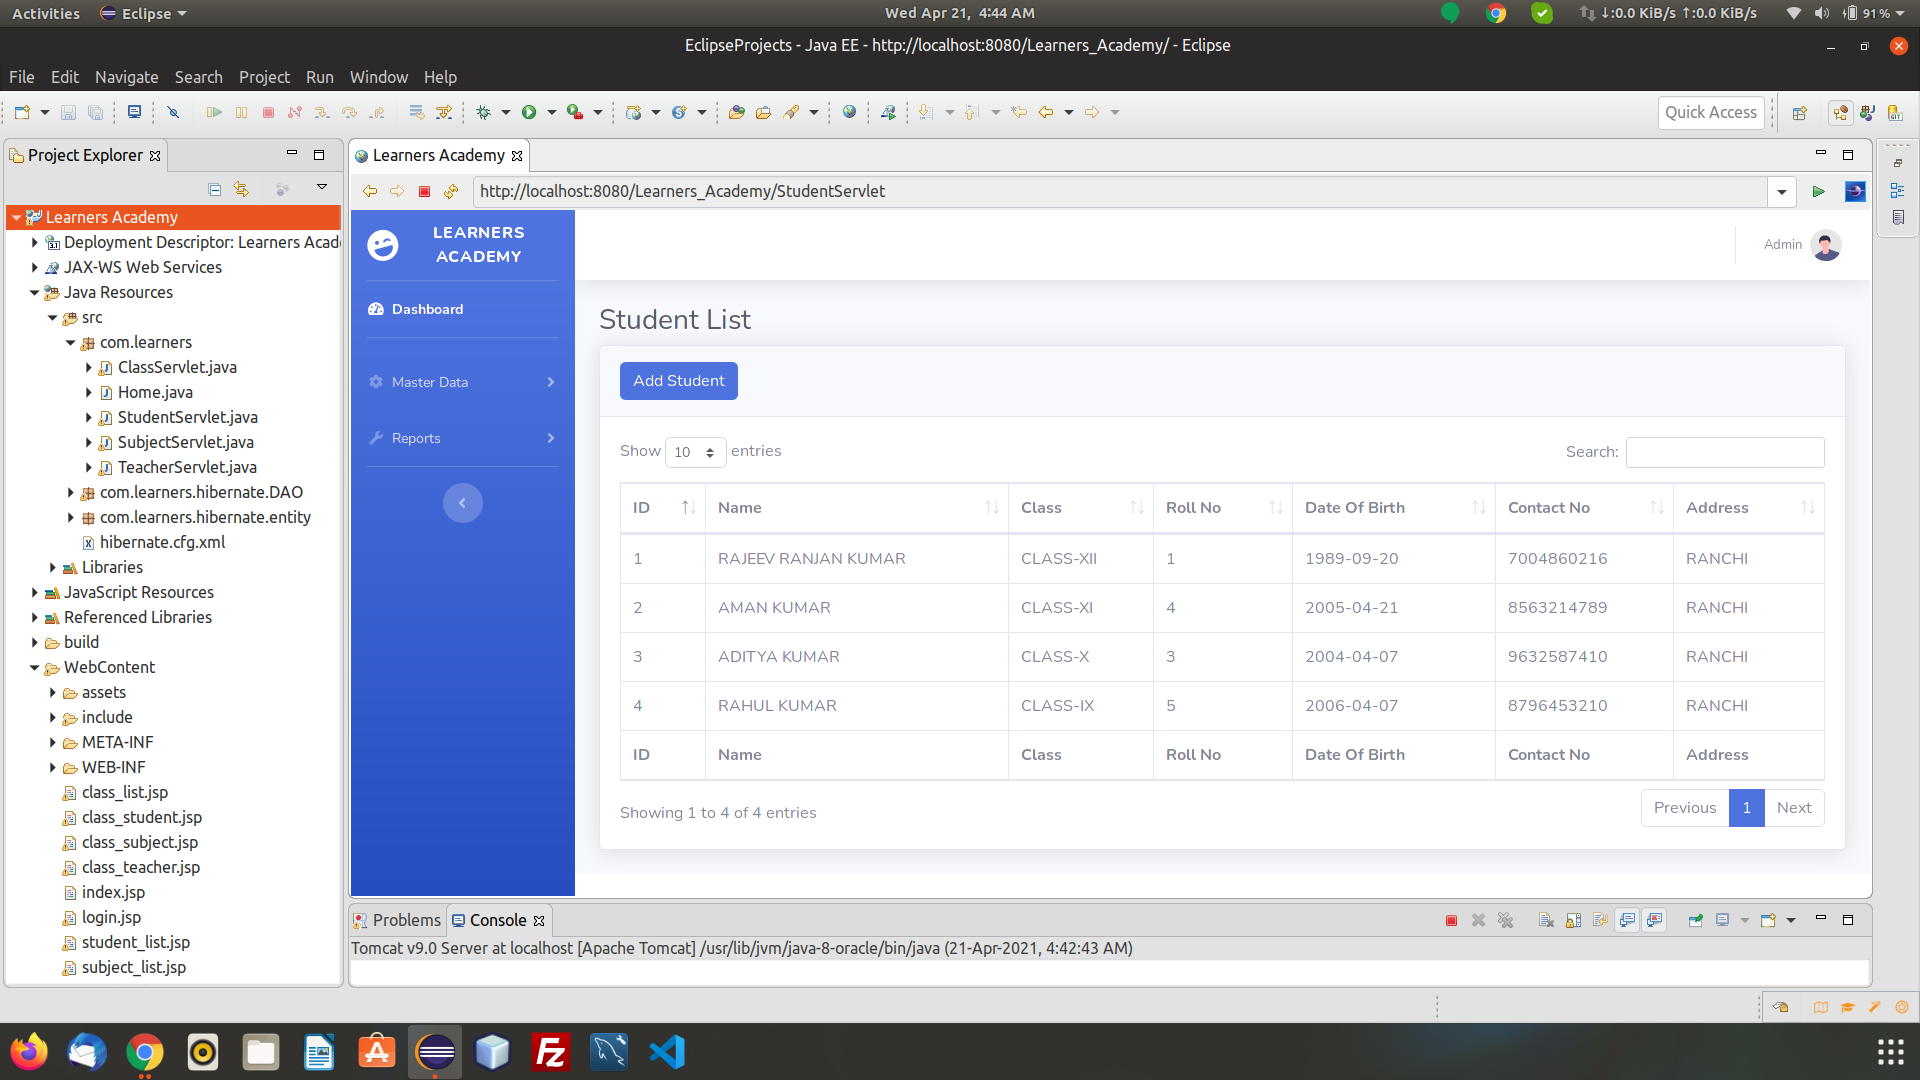 Activities Eclipse Wed Apr 21, 4:44 AM ↓:0.0 KiB/s ↑:0.0 KiB/s 91 %
EclipseProjects - Java EE - http://localhost:8080/Learners_Academy/ - Eclipse
File Edit Navigate Search Project Run Window Help
Quick Access
Project Explorer
Learners Academy
Deployment Descriptor: Learners Acad
JAX-WS Web Services
Java Resources
src
com.learners
ClassServlet.java
Home.java
StudentServlet.java
SubjectServlet.java
TeacherServlet.java
com.learners.hibernate.DAO
com.learners.hibernate.entity
hibernate.cfg.xml
Libraries
JavaScript Resources
Referenced Libraries
build
WebContent
assets
include
META-INF
WEB-INF
class_list.jsp
class_student.jsp
class_subject.jsp
class_teacher.jsp
index.jsp
login.jsp
student_list.jsp
subject_list.jsp
Learners Academy
http://localhost:8080/Learners_Academy/StudentServlet
LEARNERS
ACADEMY
Dashboard
Master Data
Reports
Admin
Student List
Add Student
Show 10 entries Search:
ID Name Class Roll No Date Of Birth Contact No Address
1 RAJEEV RANJAN KUMAR CLASS-XII 1 1989-09-20 7004860216 RANCHI
2 AMAN KUMAR CLASS-XI 4 2005-04-21 8563214789 RANCHI
3 ADITYA KUMAR CLASS-X 3 2004-04-07 9632587410 RANCHI
4 RAHUL KUMAR CLASS-IX 5 2006-04-07 8796453210 RANCHI
ID Name Class Roll No Date Of Birth Contact No Address
Showing 1 to 4 of 4 entries Previous 1 Next
Problems Console
Tomcat v9.0 Server at localhost [Apache Tomcat] /usr/lib/jvm/java-8-oracle/bin/java (21-Apr-2021, 4:42:43 AM)